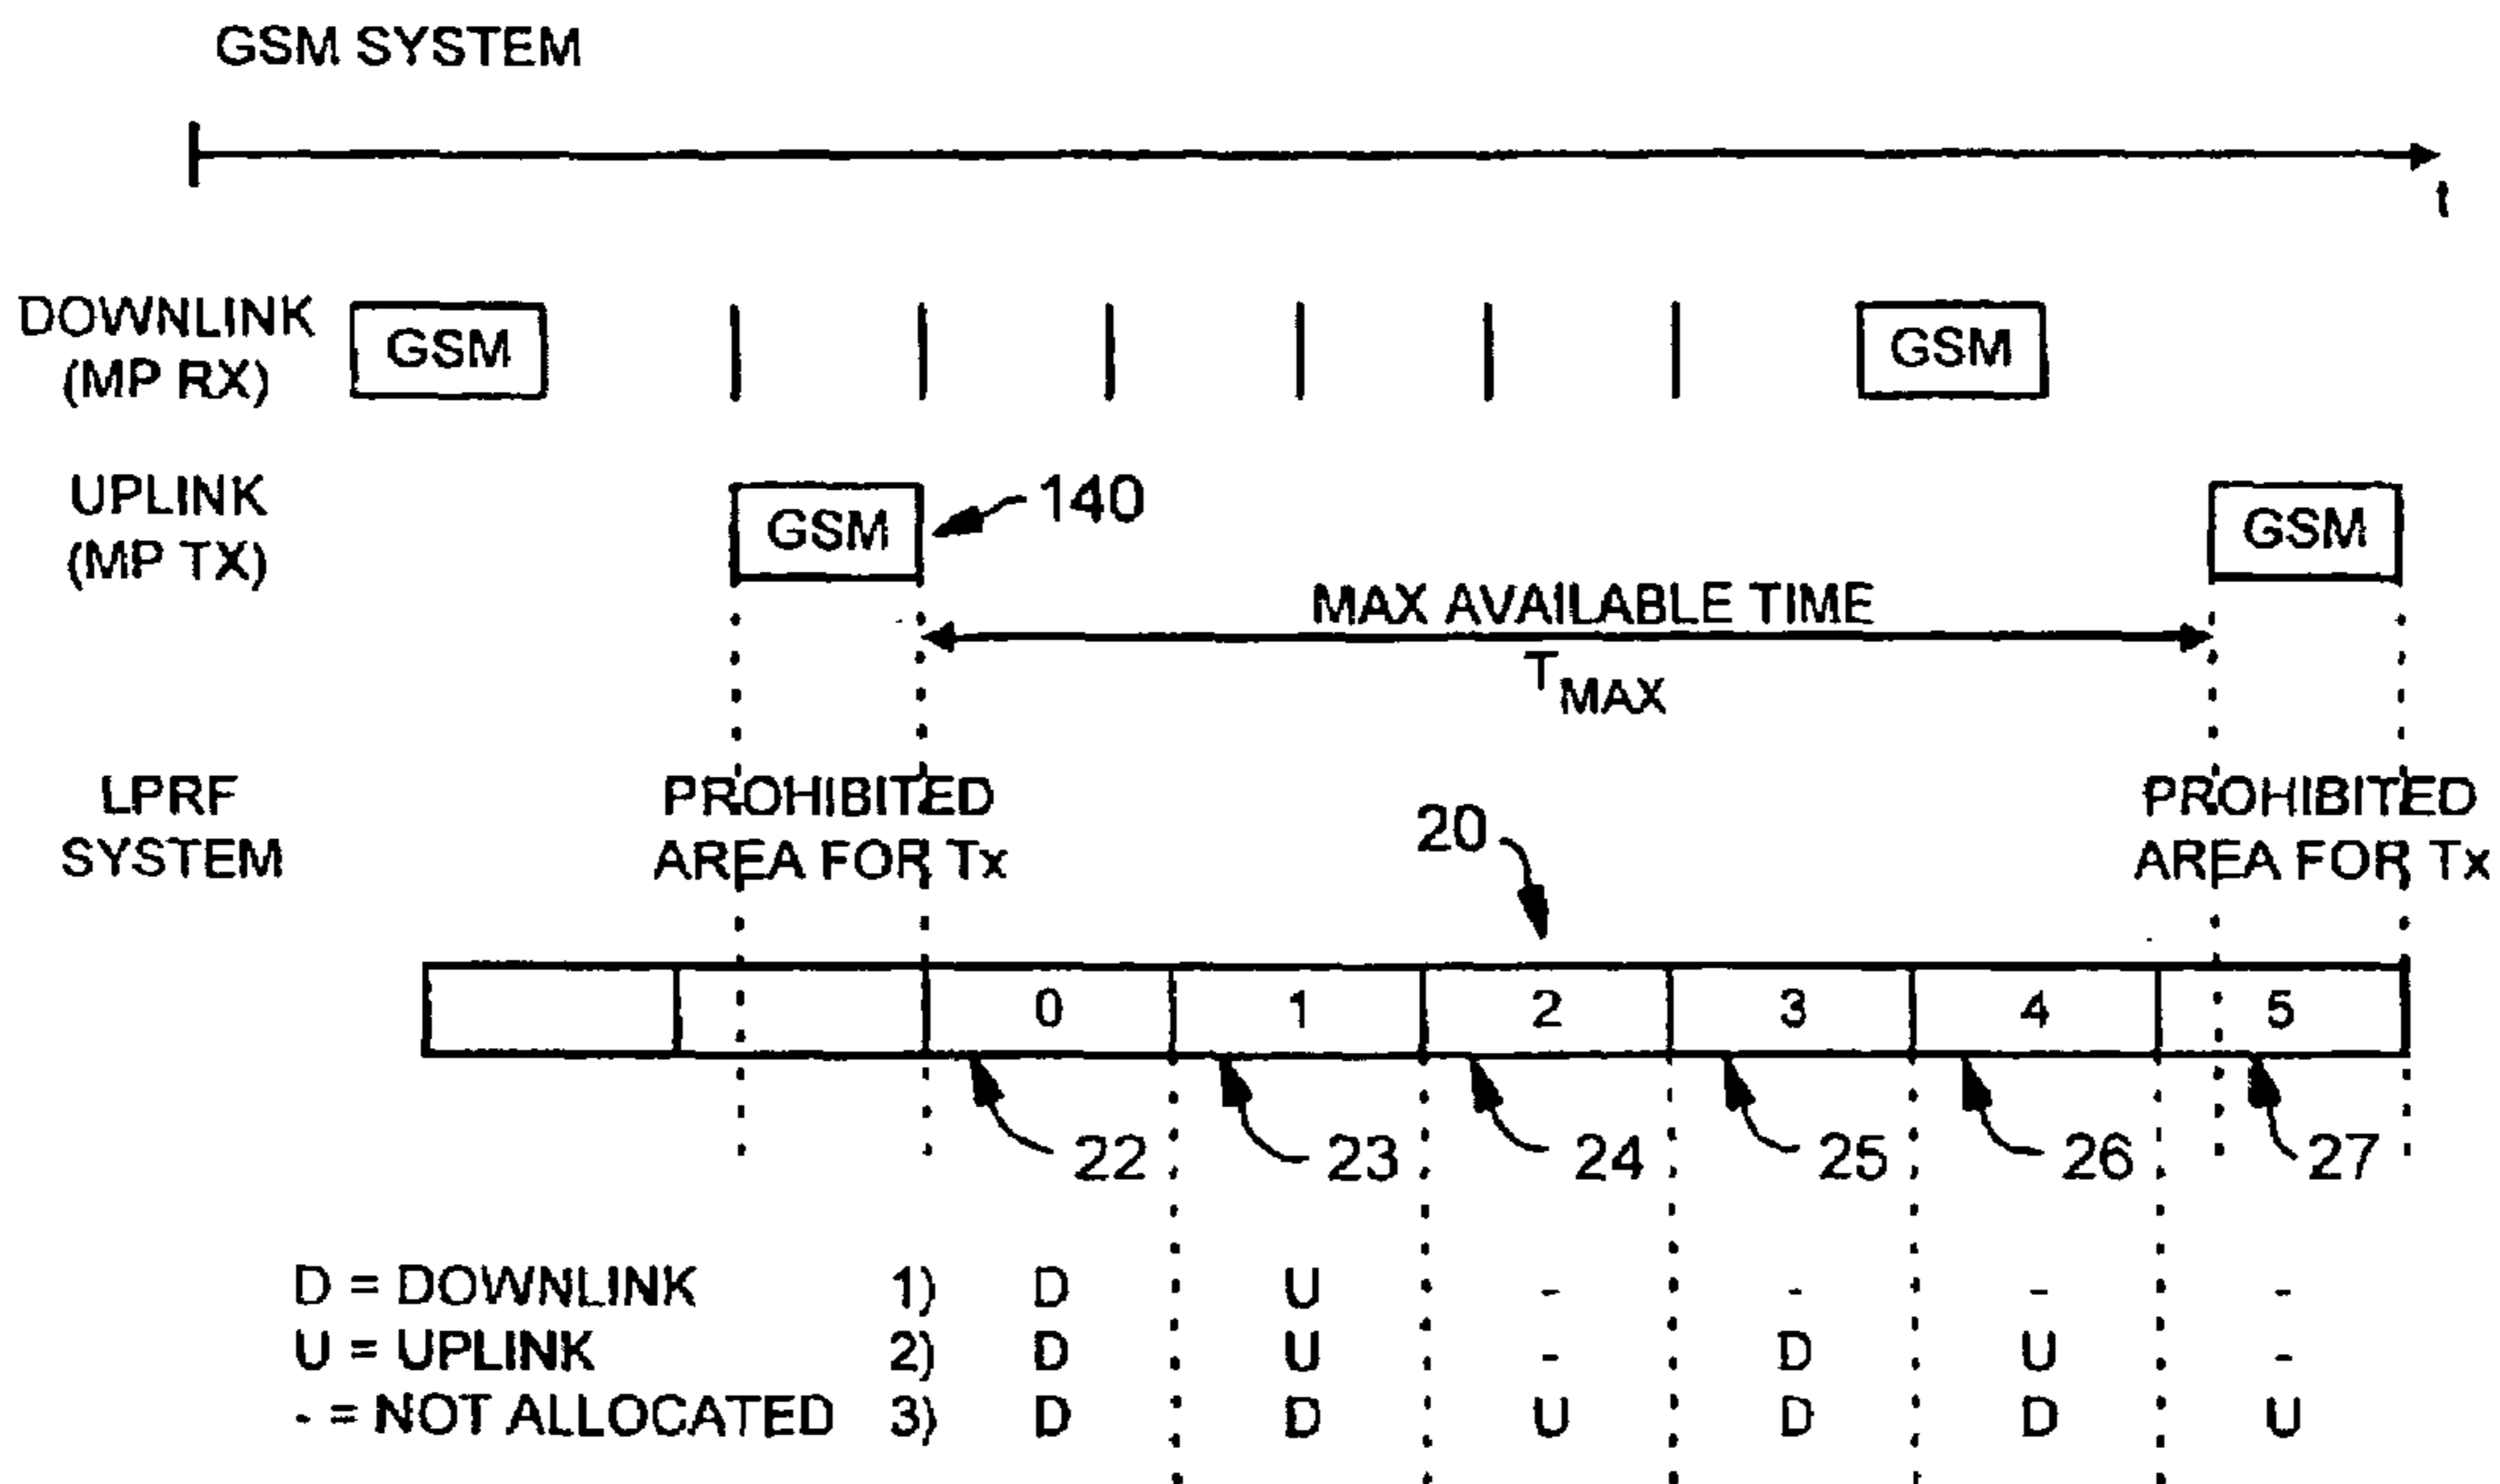 GSM SYSTEM
t
DOWNLINK
(MP RX)
GSM
GSM
UPLINK
(MP TX)
GSM
140
GSM
MAX AVAILABLE TIME
TMAX
LPRF
SYSTEM
PROHIBITED
AREA FOR Tx
20
PROHIBITED
AREA FOR Tx
0 1 2 3 4 5
22 23 24 25 26 27
D = DOWNLINK 1) D U - - - -
U = UPLINK 2) D U - D U -
- = NOT ALLOCATED 3) D D U D D U